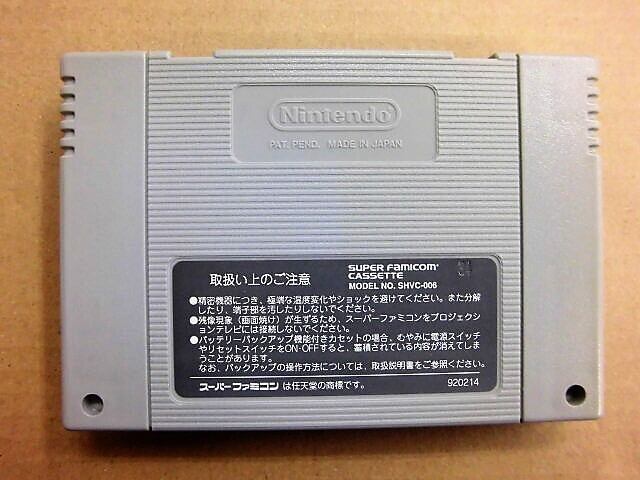 Nintendo
PAT. PEND. MADE IN JAPAN
取扱い上のご注意
SUPER FAMICOM
CASSETTE
MODEL NO. SHVC-006
●精密機器につき、極端な温度変化やショックを避けてください。また分解
したり、端子部を汚したりしないでください。
●残像現象（画面焼け）が生ずるため、スーパーファミコンをプロジェクシ
ョンテレビには接続しないでください。
●バッテリーバックアップ機能付きカセットの場合、むやみに電源スイッチ
やリセットスイッチをON・OFFすると、蓄積されている内容が消えてしま
うことがあります。
なお、バックアップの操作方法については、取扱説明書をご参照ください。
スーパーファミコンは任天堂の商標です。
920214